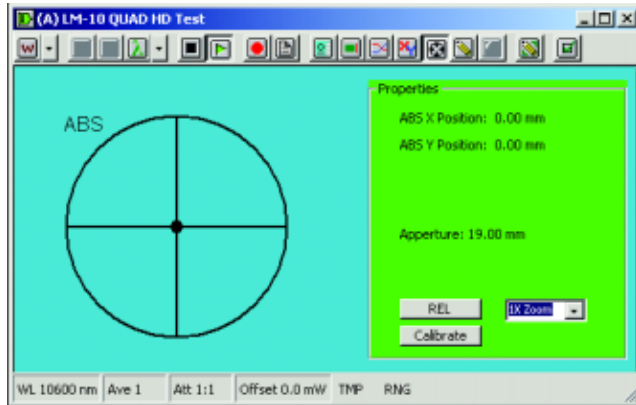 (A) LM-10 QUAD HD Test
W
ABS
Properties
ABS X Position: 0.00 mm
ABS Y Position: 0.00 mm
Apperture: 19.00 mm
REL
1X Zoom
Calibrate
WL 10600 nm Ave 1 Att 1:1 Offset 0.0 mW TMP RNG